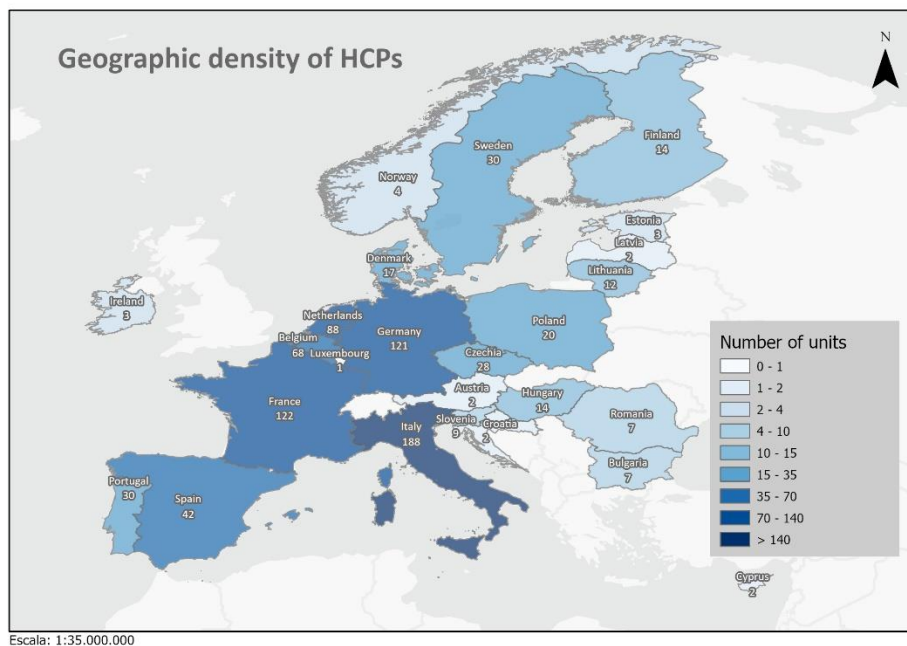 Geographic density of HCPs
N
Sweden
30
Finland
14
Norway
4
Estonia
3
Latvia
2
Lithuania
12
Denmark
17
Ireland
3
Netherlands
88
Belgium
68
Luxembourg
1
Germany
121
Poland
20
Czechia
28
Austria
2
Hungary
14
Slovenia
9
Croatia
2
Romania
7
Bulgaria
7
France
122
Italy
188
Portugal
30
Spain
42
Cyprus
2
Number of units
0 - 1
1 - 2
2 - 4
4 - 10
10 - 15
15 - 35
35 - 70
70 - 140
> 140
Escala: 1:35.000.000